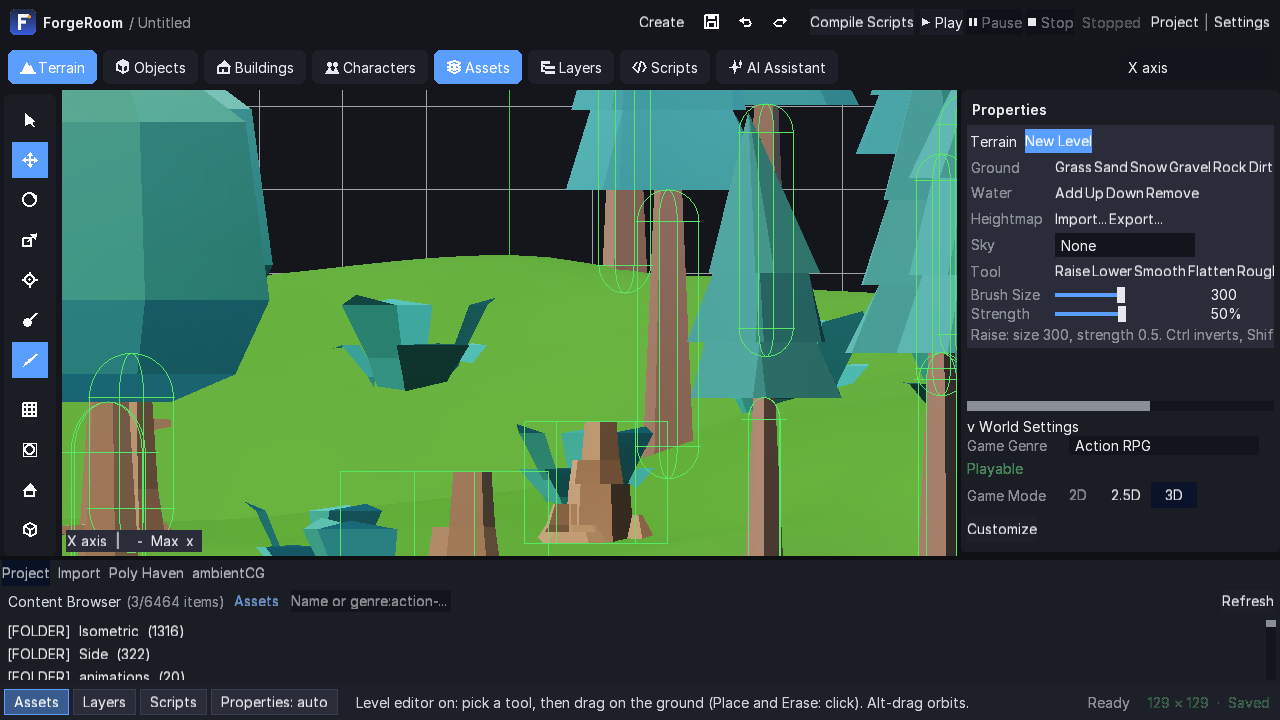 ForgeRoom / Untitled
Create
Compile Scripts Play Pause Stop Stopped Project | Settings
Terrain Objects Buildings Characters Assets Layers Scripts AI Assistant
X axis
Properties
Terrain New Level
Ground Grass Sand Snow Gravel Rock Dirt
Water Add Up Down Remove
Heightmap Import... Export...
Sky None
Tool Raise Lower Smooth Flatten Rough
Brush Size 300
Strength 50%
Raise: size 300, strength 0.5. Ctrl inverts, Shif
v World Settings
Game Genre Action RPG
Playable
Game Mode 2D 2.5D 3D
Customize
X axis | - Max x
Project Import Poly Haven ambientCG
Content Browser (3/6464 items) Assets Name or genre:action-...
Refresh
[FOLDER] Isometric (1316)
[FOLDER] Side (322)
[FOLDER] animations (20)
Assets Layers Scripts Properties: auto
Level editor on: pick a tool, then drag on the ground (Place and Erase: click). Alt-drag orbits.
Ready 129 × 129 · Saved